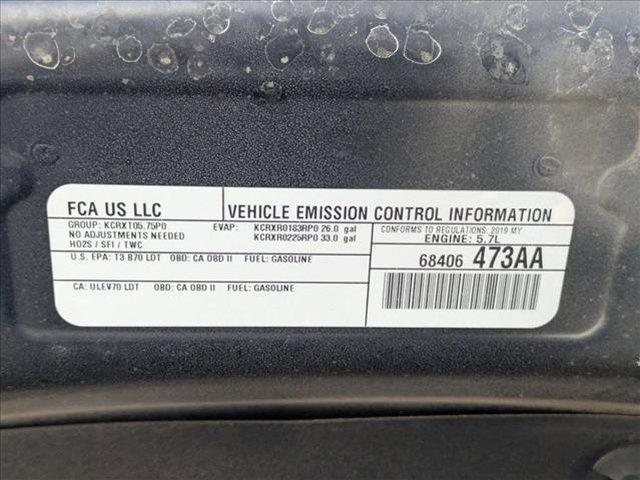 FCA US LLC
VEHICLE EMISSION CONTROL INFORMATION
GROUP: KCRXT05.75P0
NO ADJUSTMENTS NEEDED
HO2S / SFI / TWC
EVAP: KCRXR0183RP0 26.0 gal
KCRXR0225RP0 33.0 gal
CONFORMS TO REGULATIONS: 2019 MY
ENGINE: 5.7L
U.S. EPA: T3 B70 LDT OBD: CA OBD II FUEL: GASOLINE
68406 473AA
CA: ULEV70 LDT OBD: CA OBD II FUEL: GASOLINE